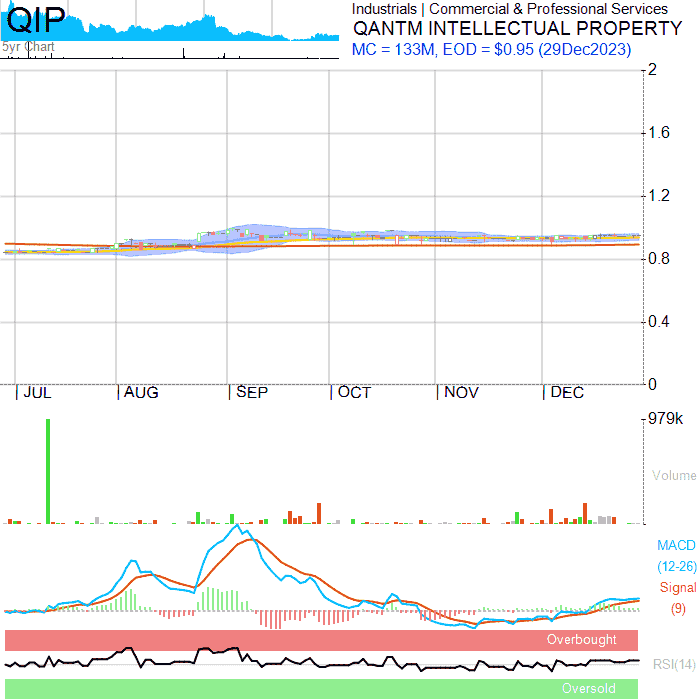 QIP
5yr Chart
Industrials | Commercial & Professional Services
QANTM INTELLECTUAL PROPERTY
MC = 133M, EOD = $0.95 (29Dec2023)
2
1.6
1.2
0.8
0.4
0
JUL AUG SEP OCT NOV DEC
979k
Volume
MACD
(12-26)
Signal
(9)
Overbought
RSI(14)
Oversold